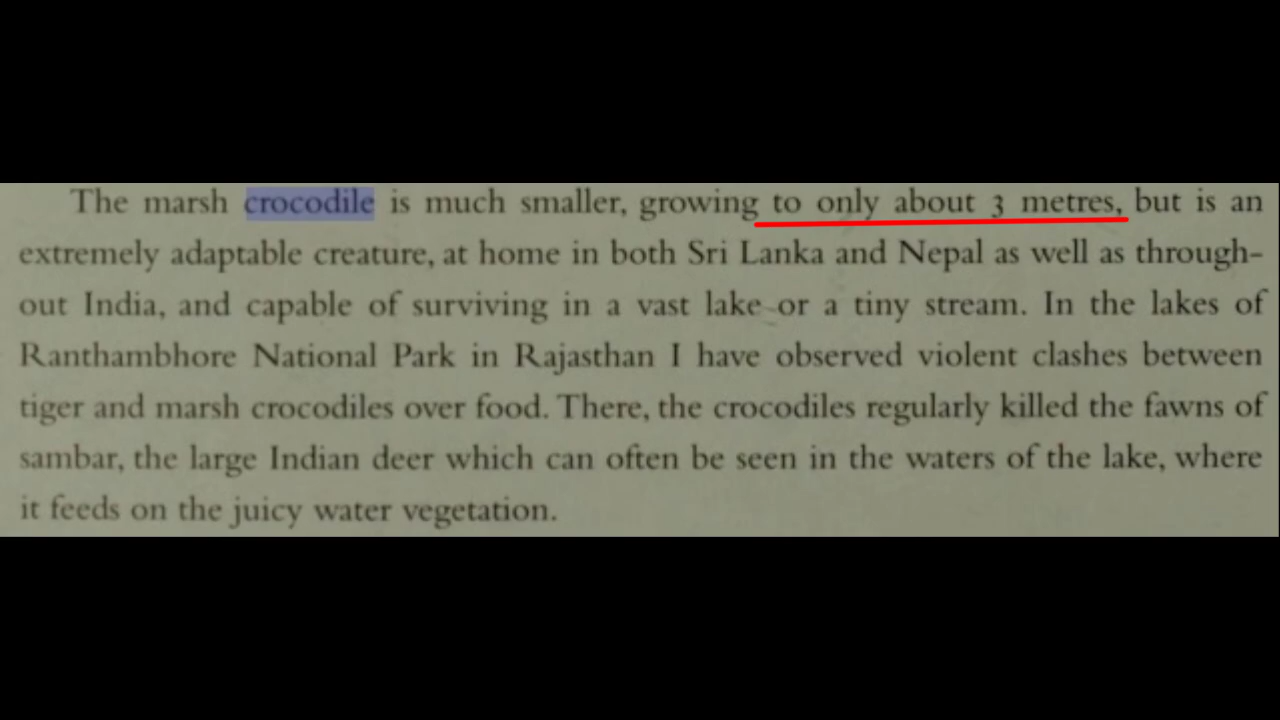 The marsh crocodile is much smaller, growing to only about 3 metres, but is an
extremely adaptable creature, at home in both Sri Lanka and Nepal as well as through-
out India, and capable of surviving in a vast lake or a tiny stream. In the lakes of
Ranthambhore National Park in Rajasthan I have observed violent clashes between
tiger and marsh crocodiles over food. There, the crocodiles regularly killed the fawns of
sambar, the large Indian deer which can often be seen in the waters of the lake, where
it feeds on the juicy water vegetation.